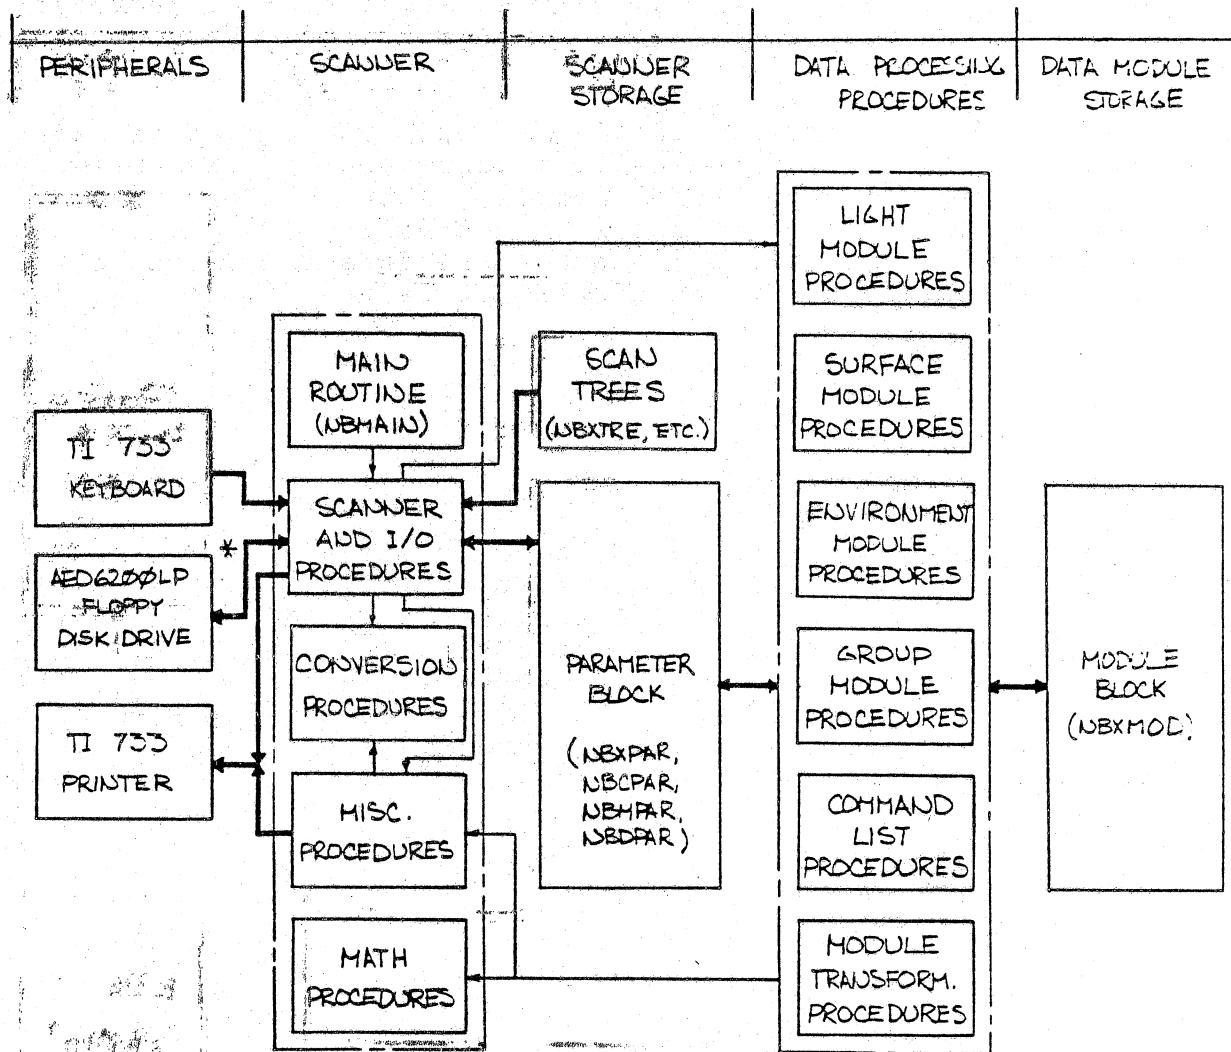 PERIPHERALS
SCANNER
SCANNER
STORAGE
DATA PROCESSING
PROCEDURES
DATA MODULE
STORAGE
TI 733
KEYBOARD
*
AED6200LP
FLOPPY
DISK DRIVE
TI 733
PRINTER
MAIN
ROUTINE
(NBMAIN)
SCANNER
AND I/O
PROCEDURES
CONVERSION
PROCEDURES
MISC.
PROCEDURES
MATH
PROCEDURES
SCAN
TREES
(NBXTRE, ETC.)
PARAMETER
BLOCK
(NBXPAR,
NBCPAR,
NBMPAR,
NBDPAR)
LIGHT
MODULE
PROCEDURES
SURFACE
MODULE
PROCEDURES
ENVIRONMENT
MODULE
PROCEDURES
GROUP
MODULE
PROCEDURES
COMMAND
LIST
PROCEDURES
MODULE
TRANSFORM.
PROCEDURES
MODULE
BLOCK
(NBXMOD)